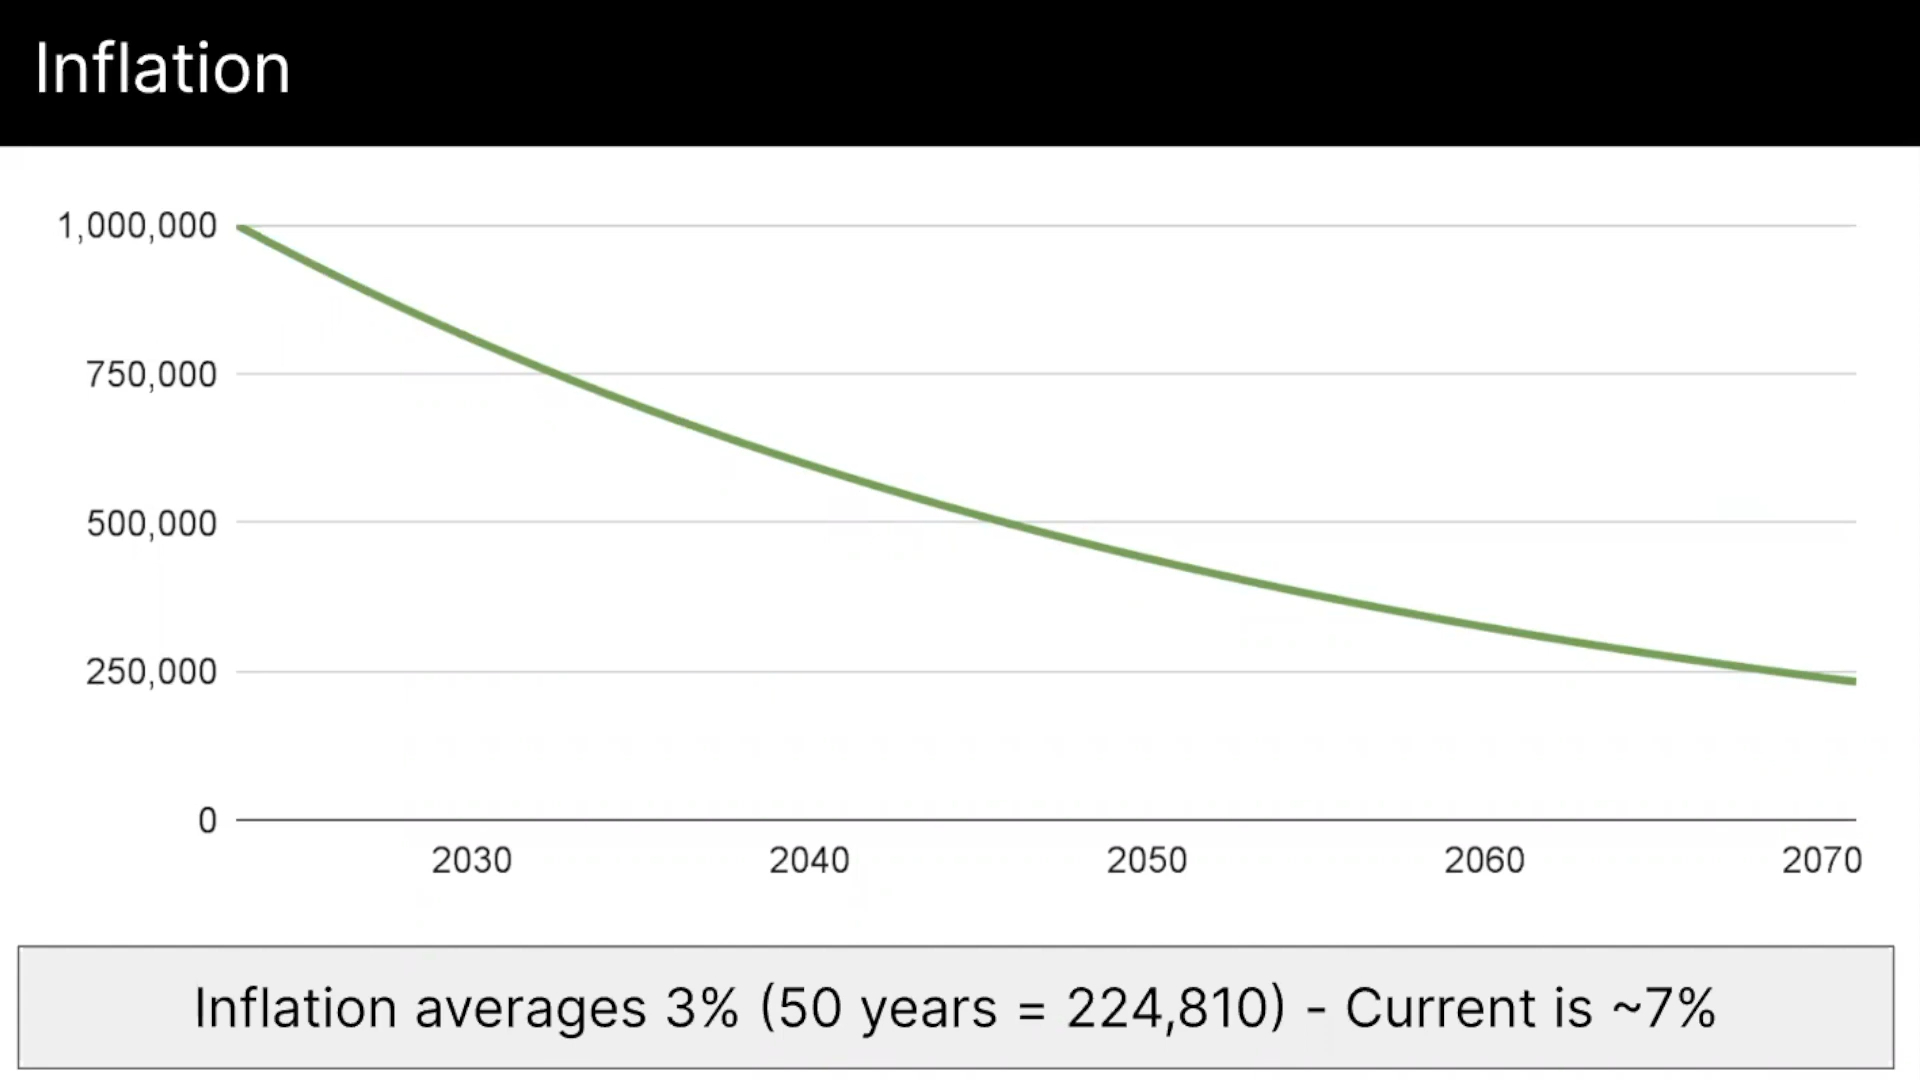 Inflation
1,000,000
750,000
500,000
250,000
0
2030 2040 2050 2060 2070
Inflation averages 3% (50 years = 224,810) - Current is ~7%